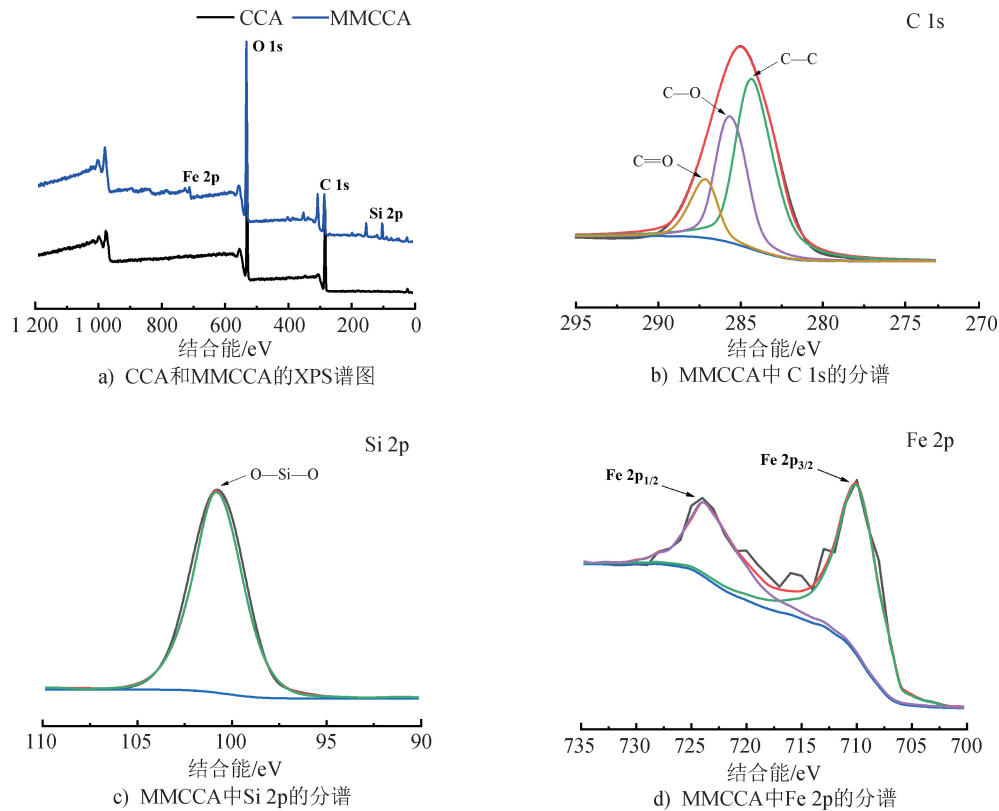 CCA MMCCA
O 1s
Fe 2p
C 1s
Si 2p
1 200 1 000 800 600 400 200 0
结合能/eV
a) CCA和MMCCA的XPS谱图
C 1s
C—C
C—O
C=O
295 290 285 280 275 270
结合能/eV
b) MMCCA中 C 1s的分谱
Si 2p
O—Si—O
110 105 100 95 90
结合能/eV
c) MMCCA中Si 2p的分谱
Fe 2p
Fe 2p3/2
Fe 2p1/2
735 730 725 720 715 710 705 700
结合能/eV
d) MMCCA中Fe 2p的分谱